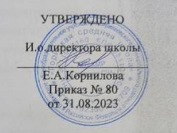 УТВЕРЖДЕНО
И.о.директора школы
Е.А.Корнилова
Приказ № 80
от 31.08.2023